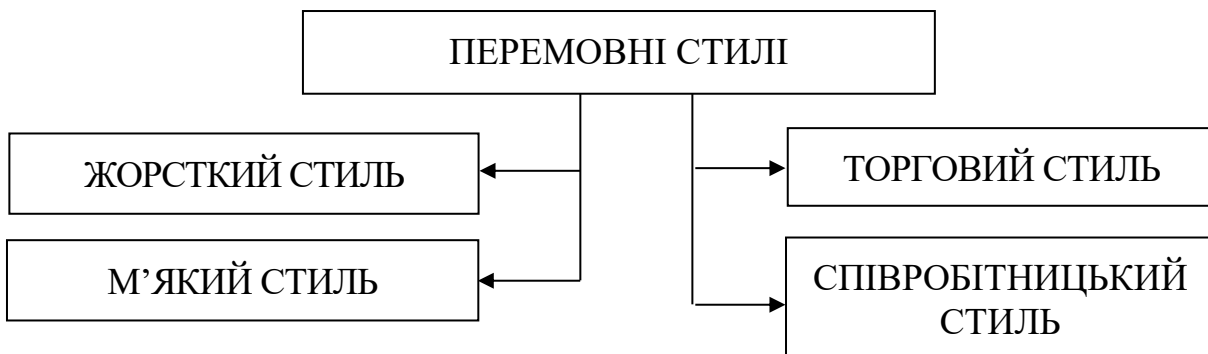 ПЕРЕМОВНІ СТИЛІ
ЖОРСТКИЙ СТИЛЬ
ТОРГОВИЙ СТИЛЬ
М’ЯКИЙ СТИЛЬ
СПІВРОБІТНИЦЬКИЙ
СТИЛЬ